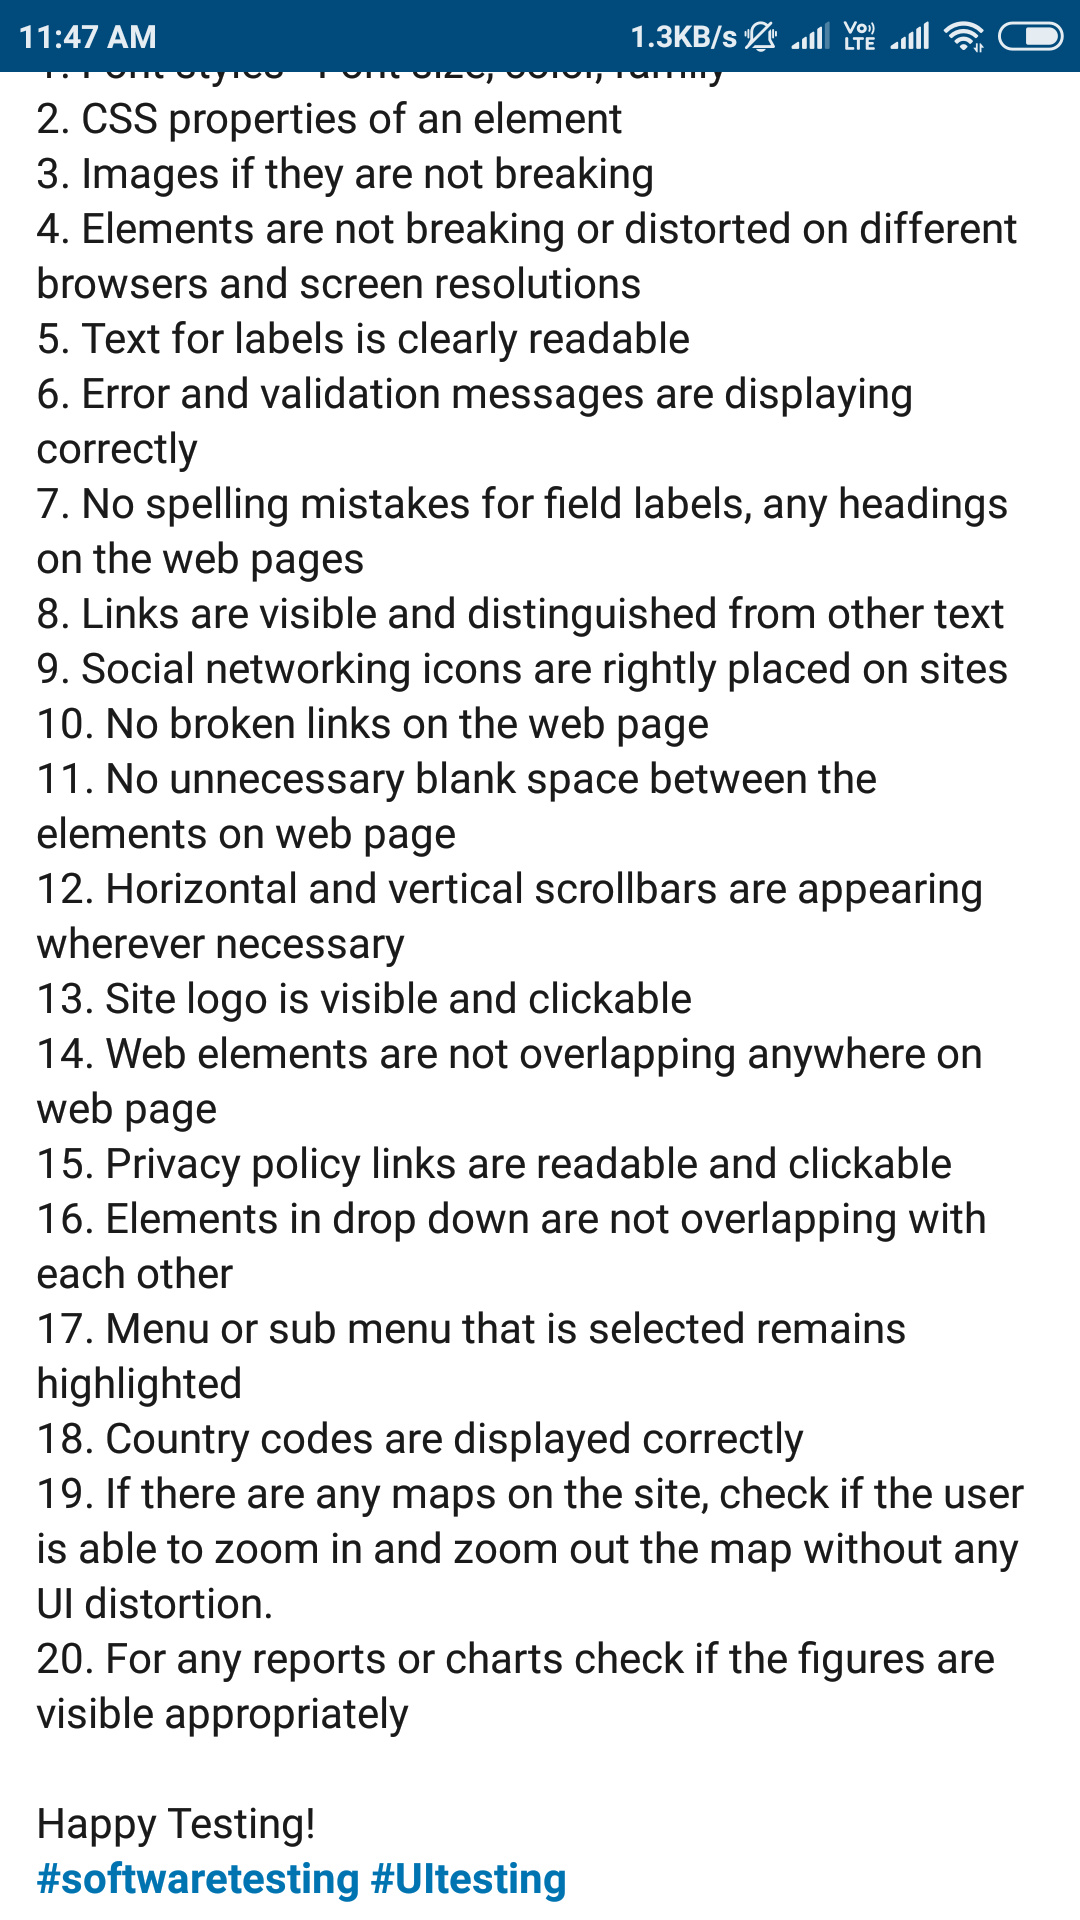 11:47 AM
1.3KB/s
Vo))
LTE
1. Font styles - Font size, color, family
2. CSS properties of an element
3. Images if they are not breaking
4. Elements are not breaking or distorted on different
browsers and screen resolutions
5. Text for labels is clearly readable
6. Error and validation messages are displaying
correctly
7. No spelling mistakes for field labels, any headings
on the web pages
8. Links are visible and distinguished from other text
9. Social networking icons are rightly placed on sites
10. No broken links on the web page
11. No unnecessary blank space between the
elements on web page
12. Horizontal and vertical scrollbars are appearing
wherever necessary
13. Site logo is visible and clickable
14. Web elements are not overlapping anywhere on
web page
15. Privacy policy links are readable and clickable
16. Elements in drop down are not overlapping with
each other
17. Menu or sub menu that is selected remains
highlighted
18. Country codes are displayed correctly
19. If there are any maps on the site, check if the user
is able to zoom in and zoom out the map without any
UI distortion.
20. For any reports or charts check if the figures are
visible appropriately
Happy Testing!
#softwaretesting #UItesting